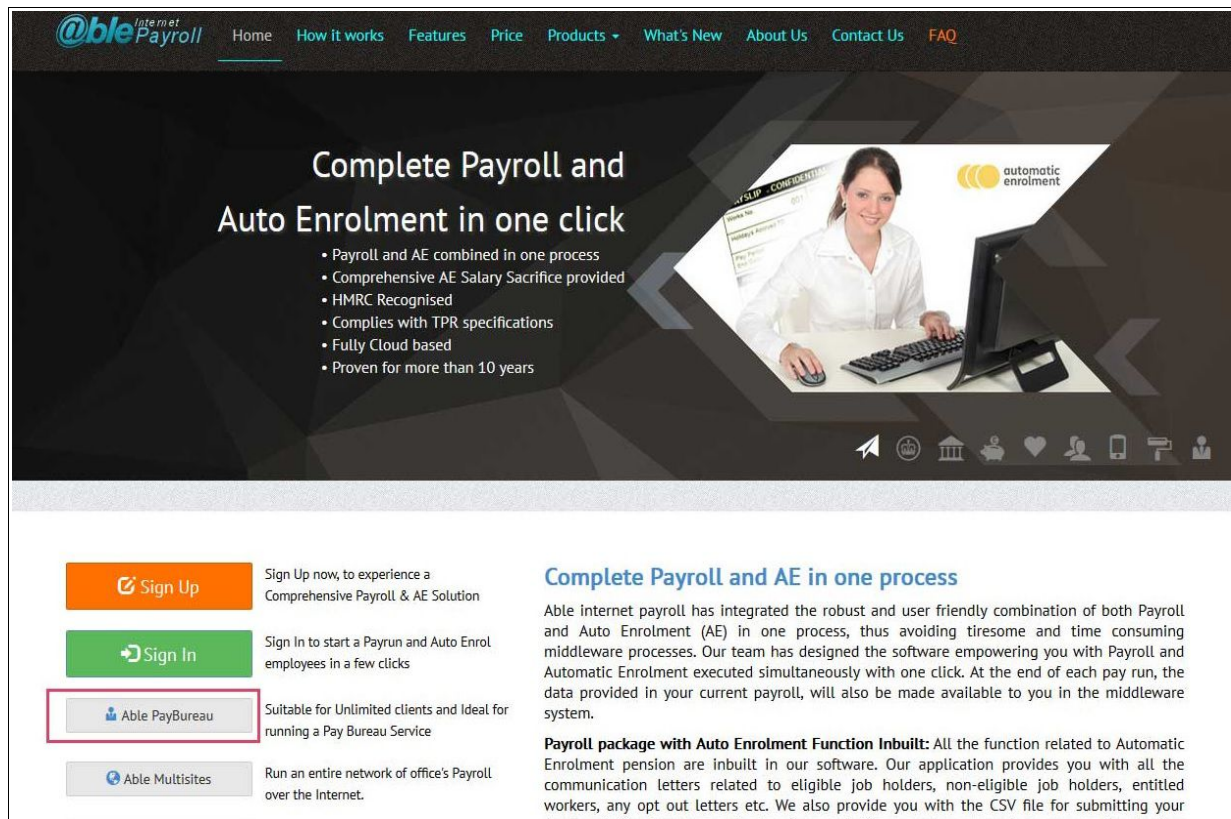 @ble Internet Payroll
Home How it works Features Price Products What's New About Us Contact Us FAQ
Complete Payroll and
Auto Enrolment in one click
• Payroll and AE combined in one process
• Comprehensive AE Salary Sacrifice provided
• HMRC Recognised
• Complies with TPR specifications
• Fully Cloud based
• Proven for more than 10 years
PAYSLIP - CONFIDENTIAL
Works No
001
automatic
enrolment
Sign Up
Sign Up now, to experience a
Comprehensive Payroll & AE Solution
Sign In
Sign In to start a Payrun and Auto Enrol
employees in a few clicks
Able PayBureau
Suitable for Unlimited clients and Ideal for
running a Pay Bureau Service
Able Multisites
Run an entire network of office's Payroll
over the Internet.
Complete Payroll and AE in one process
Able internet payroll has integrated the robust and user friendly combination of both Payroll
and Auto Enrolment (AE) in one process, thus avoiding tiresome and time consuming
middleware processes. Our team has designed the software empowering you with Payroll and
Automatic Enrolment executed simultaneously with one click. At the end of each pay run, the
data provided in your current payroll, will also be made available to you in the middleware
system.
Payroll package with Auto Enrolment Function Inbuilt: All the function related to Automatic
Enrolment pension are inbuilt in our software. Our application provides you with all the
communication letters related to eligible job holders, non-eligible job holders, entitled
workers, any opt out letters etc. We also provide you with the CSV file for submitting your